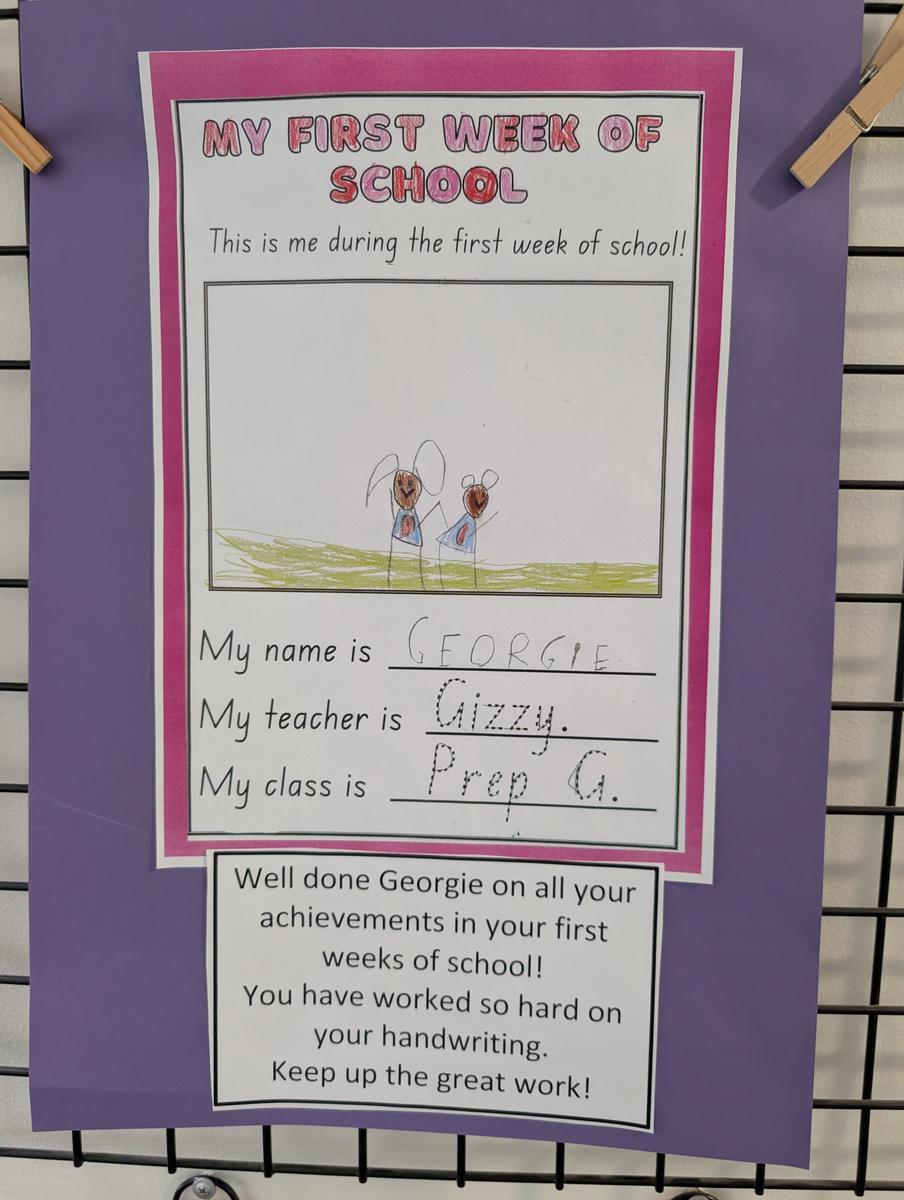 MY FIRST WEEK OF
SCHOOL
This is me during the first week of school!
My name is GEORGIE
My teacher is Gizzy.
My class is Prep G.
Well done Georgie on all your
achievements in your first
weeks of school!
You have worked so hard on
your handwriting.
Keep up the great work!